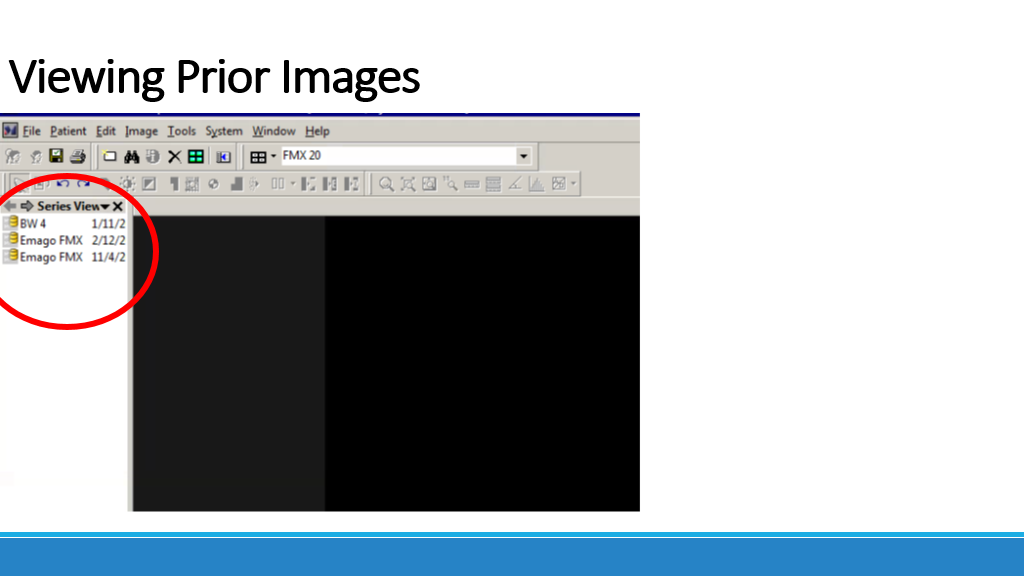 Viewing Prior Images
File Patient Edit Image Tools System Window Help
FMX 20
Series View
BW 4 1/11/2
Emago FMX 2/12/2
Emago FMX 11/4/2